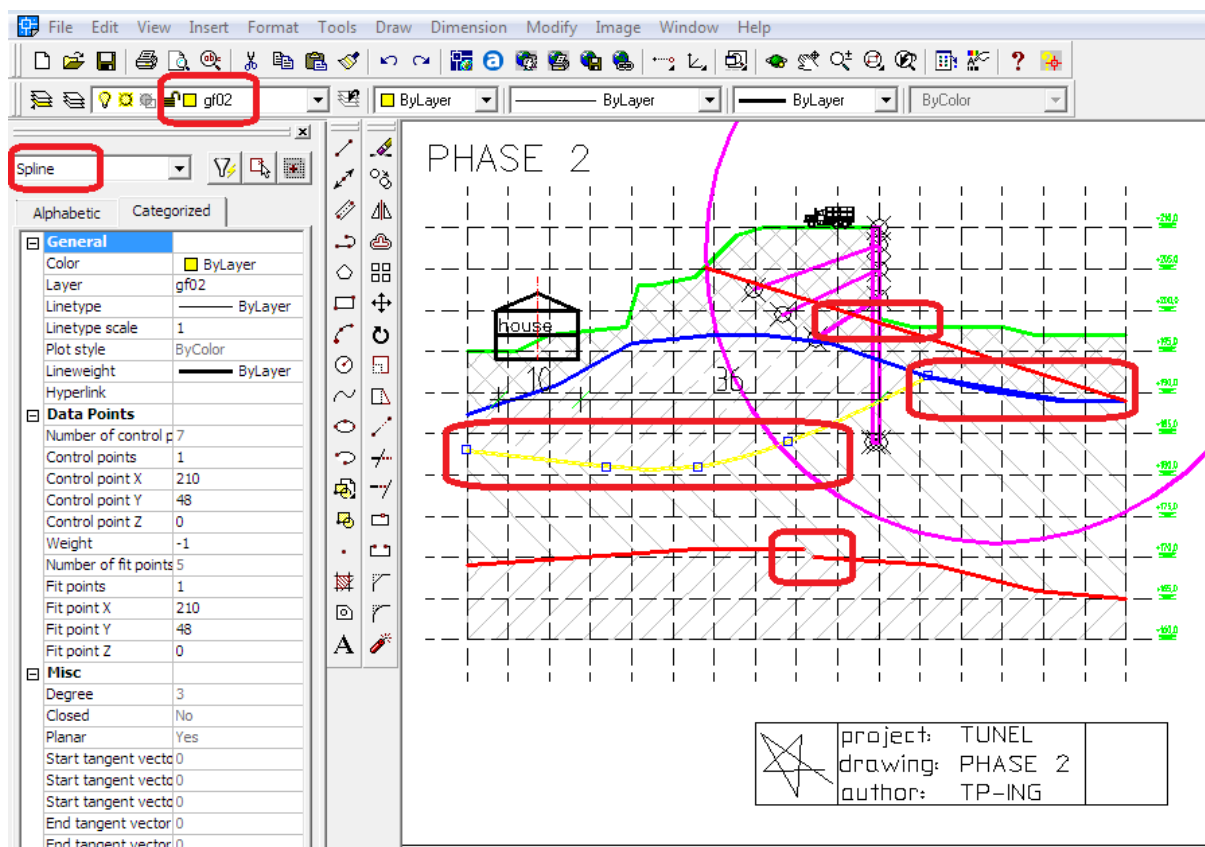 File Edit View Insert Format Tools Draw Dimension Modify Image Window Help
gf02 ByLayer ByLayer ByLayer ByColor
Spline
Alphabetic Categorized
General
Color ByLayer
Layer gf02
Linetype ByLayer
Linetype scale 1
Plot style ByColor
Lineweight ByLayer
Hyperlink
Data Points
Number of control p 7
Control points 1
Control point X 210
Control point Y 48
Control point Z 0
Weight -1
Number of fit points 5
Fit points 1
Fit point X 210
Fit point Y 48
Fit point Z 0
Misc
Degree 3
Closed No
Planar Yes
Start tangent vecto 0
Start tangent vecto 0
Start tangent vecto 0
End tangent vector 0
End tangent vector 0
PHASE 2
house
10
36
project: TUNEL
drawing: PHASE 2
author: TP-ING